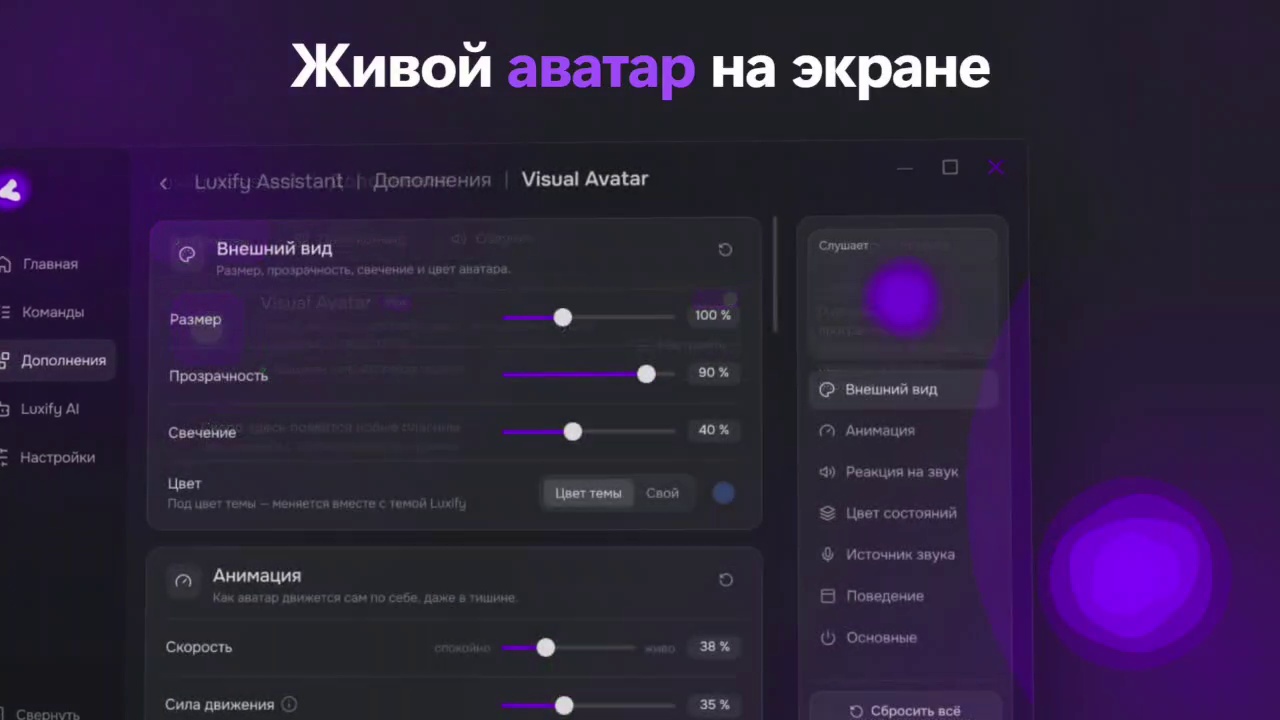 Живой аватар на экране
Luxify Assistant | Дополнения | Visual Avatar
Главная
Команды
Дополнения
Luxify AI
Настройки
Свернуть
Внешний вид
Размер, прозрачность, свечение и цвет аватара.
Visual Avatar
Размер
100 %
Прозрачность
90 %
Свечение
40 %
Цвет
Под цвет темы — меняется вместе с темой Luxify
Цвет темы
Свой
Анимация
Как аватар движется сам по себе, даже в тишине.
Скорость
спокойно
живо
38 %
Сила движения
35 %
Слушает
Внешний вид
Анимация
Реакция на звук
Цвет состояний
Источник звука
Поведение
Основные
Сбросить всё